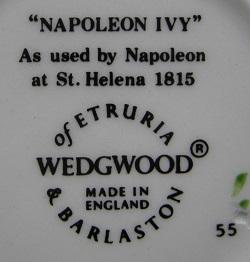 "NAPOLEON IVY"
As used by Napoleon
at St. Helena 1815
of ETRURIA
WEDGWOOD®
MADE IN
ENGLAND
& BARLASTON
55